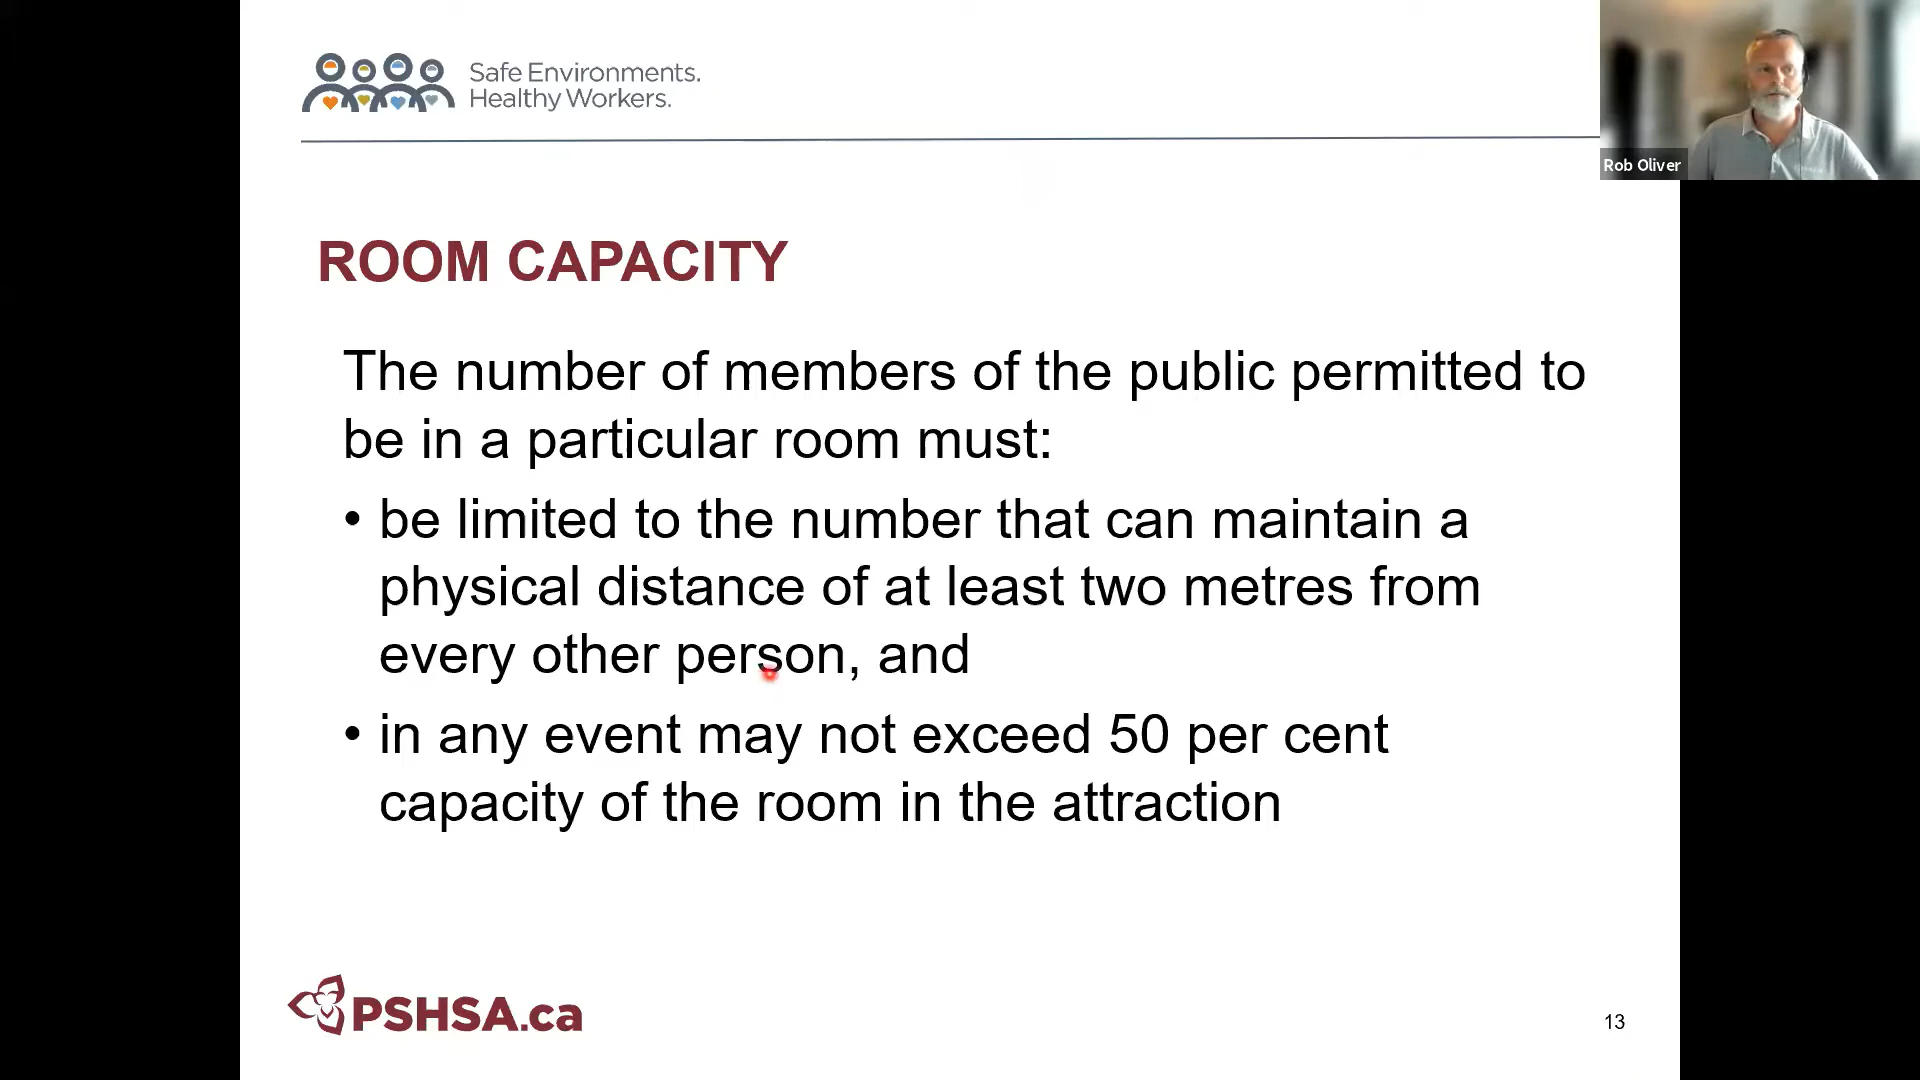 Safe Environments.
Healthy Workers.
Rob Oliver
ROOM CAPACITY
The number of members of the public permitted to
be in a particular room must:
• be limited to the number that can maintain a
physical distance of at least two metres from
every other person, and
• in any event may not exceed 50 per cent
capacity of the room in the attraction
PSHSA.ca
13